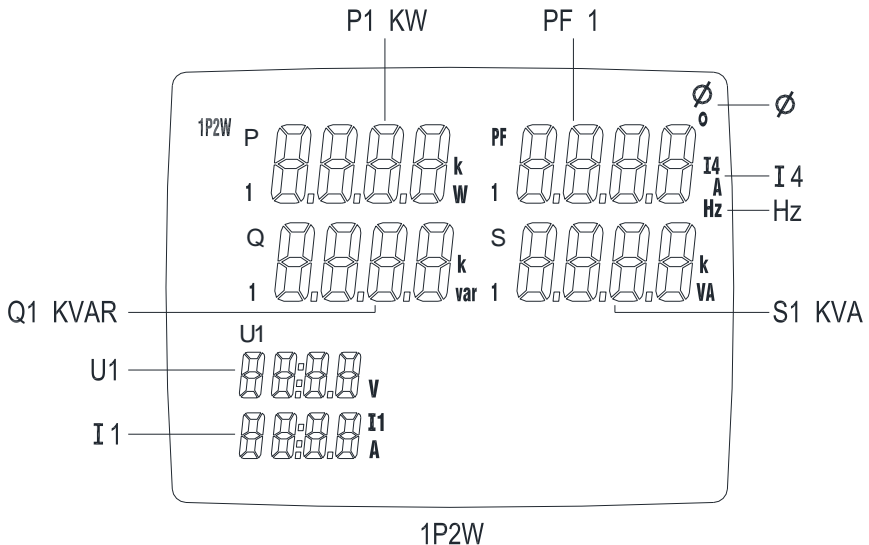 P1 KW PF 1
Ø Ø
1P2W P PF
k I4 I4
1 W 1 A
Hz Hz
Q S
k k
1 var 1 VA
Q1 KVAR S1 KVA
U1
U1 V
I1 I1
A
1P2W